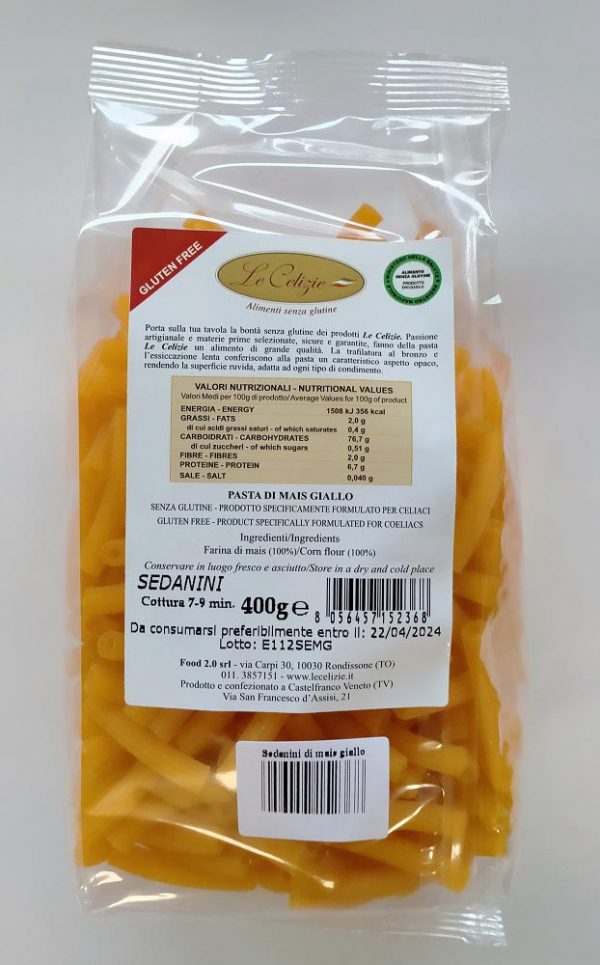 GLUTEN FREE
Le Celizie
Alimenti senza glutine
ALIMENTO
SENZA GLUTINE
PRODOTTO
EROGABILE
Porta sulla tua tavola la bontà senza glutine dei prodotti Le Celizie. Passione
artigianale e materie prime selezionate, sicure e garantite, fanno della pasta
Le Celizie un alimento di grande qualità. La trafilatura al bronzo e
l'essiccazione lenta conferiscono alla pasta un caratteristico aspetto opaco,
rendendo la superficie ruvida, adatta ad ogni tipo di condimento.
VALORI NUTRIZIONALI - NUTRITIONAL VALUES
Valori Medi per 100g di prodotto/Average Values for 100g of product
ENERGIA - ENERGY 1508 kJ 356 kcal
GRASSI - FATS 2,0 g
di cui acidi grassi saturi - of which saturates 0,4 g
CARBOIDRATI - CARBOHYDRATES 76,7 g
di cui zuccheri - of which sugars 0,51 g
FIBRE - FIBRES 2,0 g
PROTEINE - PROTEIN 6,7 g
SALE - SALT 0,040 g
PASTA DI MAIS GIALLO
SENZA GLUTINE - PRODOTTO SPECIFICAMENTE FORMULATO PER CELIACI
GLUTEN FREE - PRODUCT SPECIFICALLY FORMULATED FOR COELIACS
Ingredienti/Ingredients
Farina di mais (100%)/Corn flour (100%)
Conservare in luogo fresco e asciutto/Store in a dry and cold place
SEDANINI
Cottura 7-9 min. 400g e
8 056457 152368
Da consumarsi preferibilmente entro il: 22/04/2024
Lotto: E112SEMG
Food 2.0 srl - via Carpi 30, 10030 Rondissone (TO)
011. 3857151 - www.lecelizie.it
Prodotto e confezionato a Castelfranco Veneto (TV)
Via San Francesco d'Assisi, 21
Sedanini di mais giallo